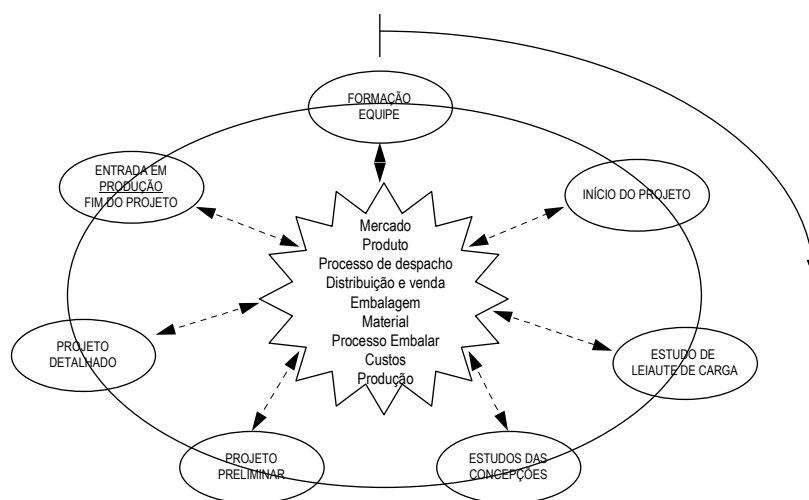 FORMAÇÃO
EQUIPE
ENTRADA EM
PRODUÇÃO
FIM DO PROJETO
INÍCIO DO PROJETO
Mercado
Produto
Processo de despacho
Distribuição e venda
Embalagem
Material
Processo Embalar
Custos
Produção
PROJETO
DETALHADO
ESTUDO DE
LEIAUTE DE CARGA
PROJETO
PRELIMINAR
ESTUDOS DAS
CONCEPÇÕES